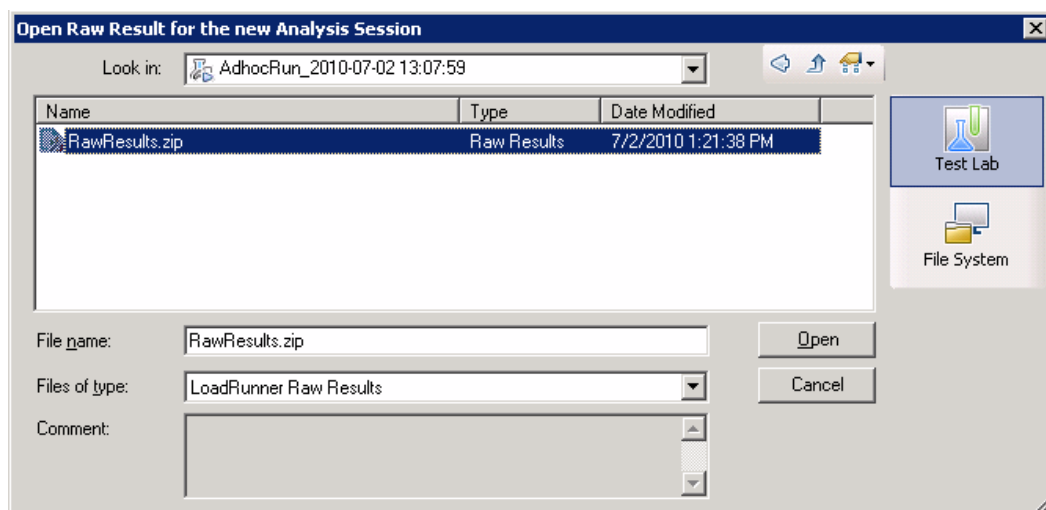 Open Raw Result for the new Analysis Session
Look in: AdhocRun_2010-07-02 13:07:59
Name Type Date Modified
RawResults.zip Raw Results 7/2/2010 1:21:38 PM
Test Lab
File System
File name: RawResults.zip Open
Files of type: LoadRunner Raw Results Cancel
Comment: